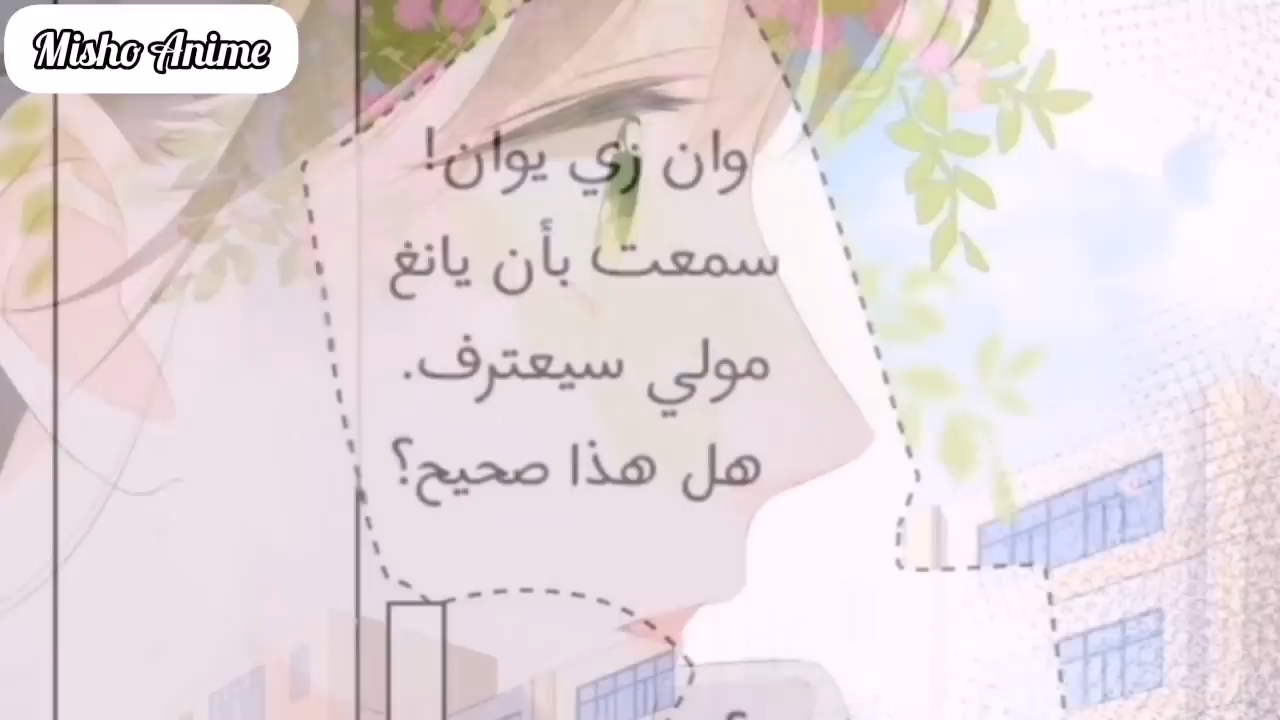 Misho Anime
وان زي يوان!
سمعت بأن يانغ
مولي سيعترف.
هل هذا صحيح؟